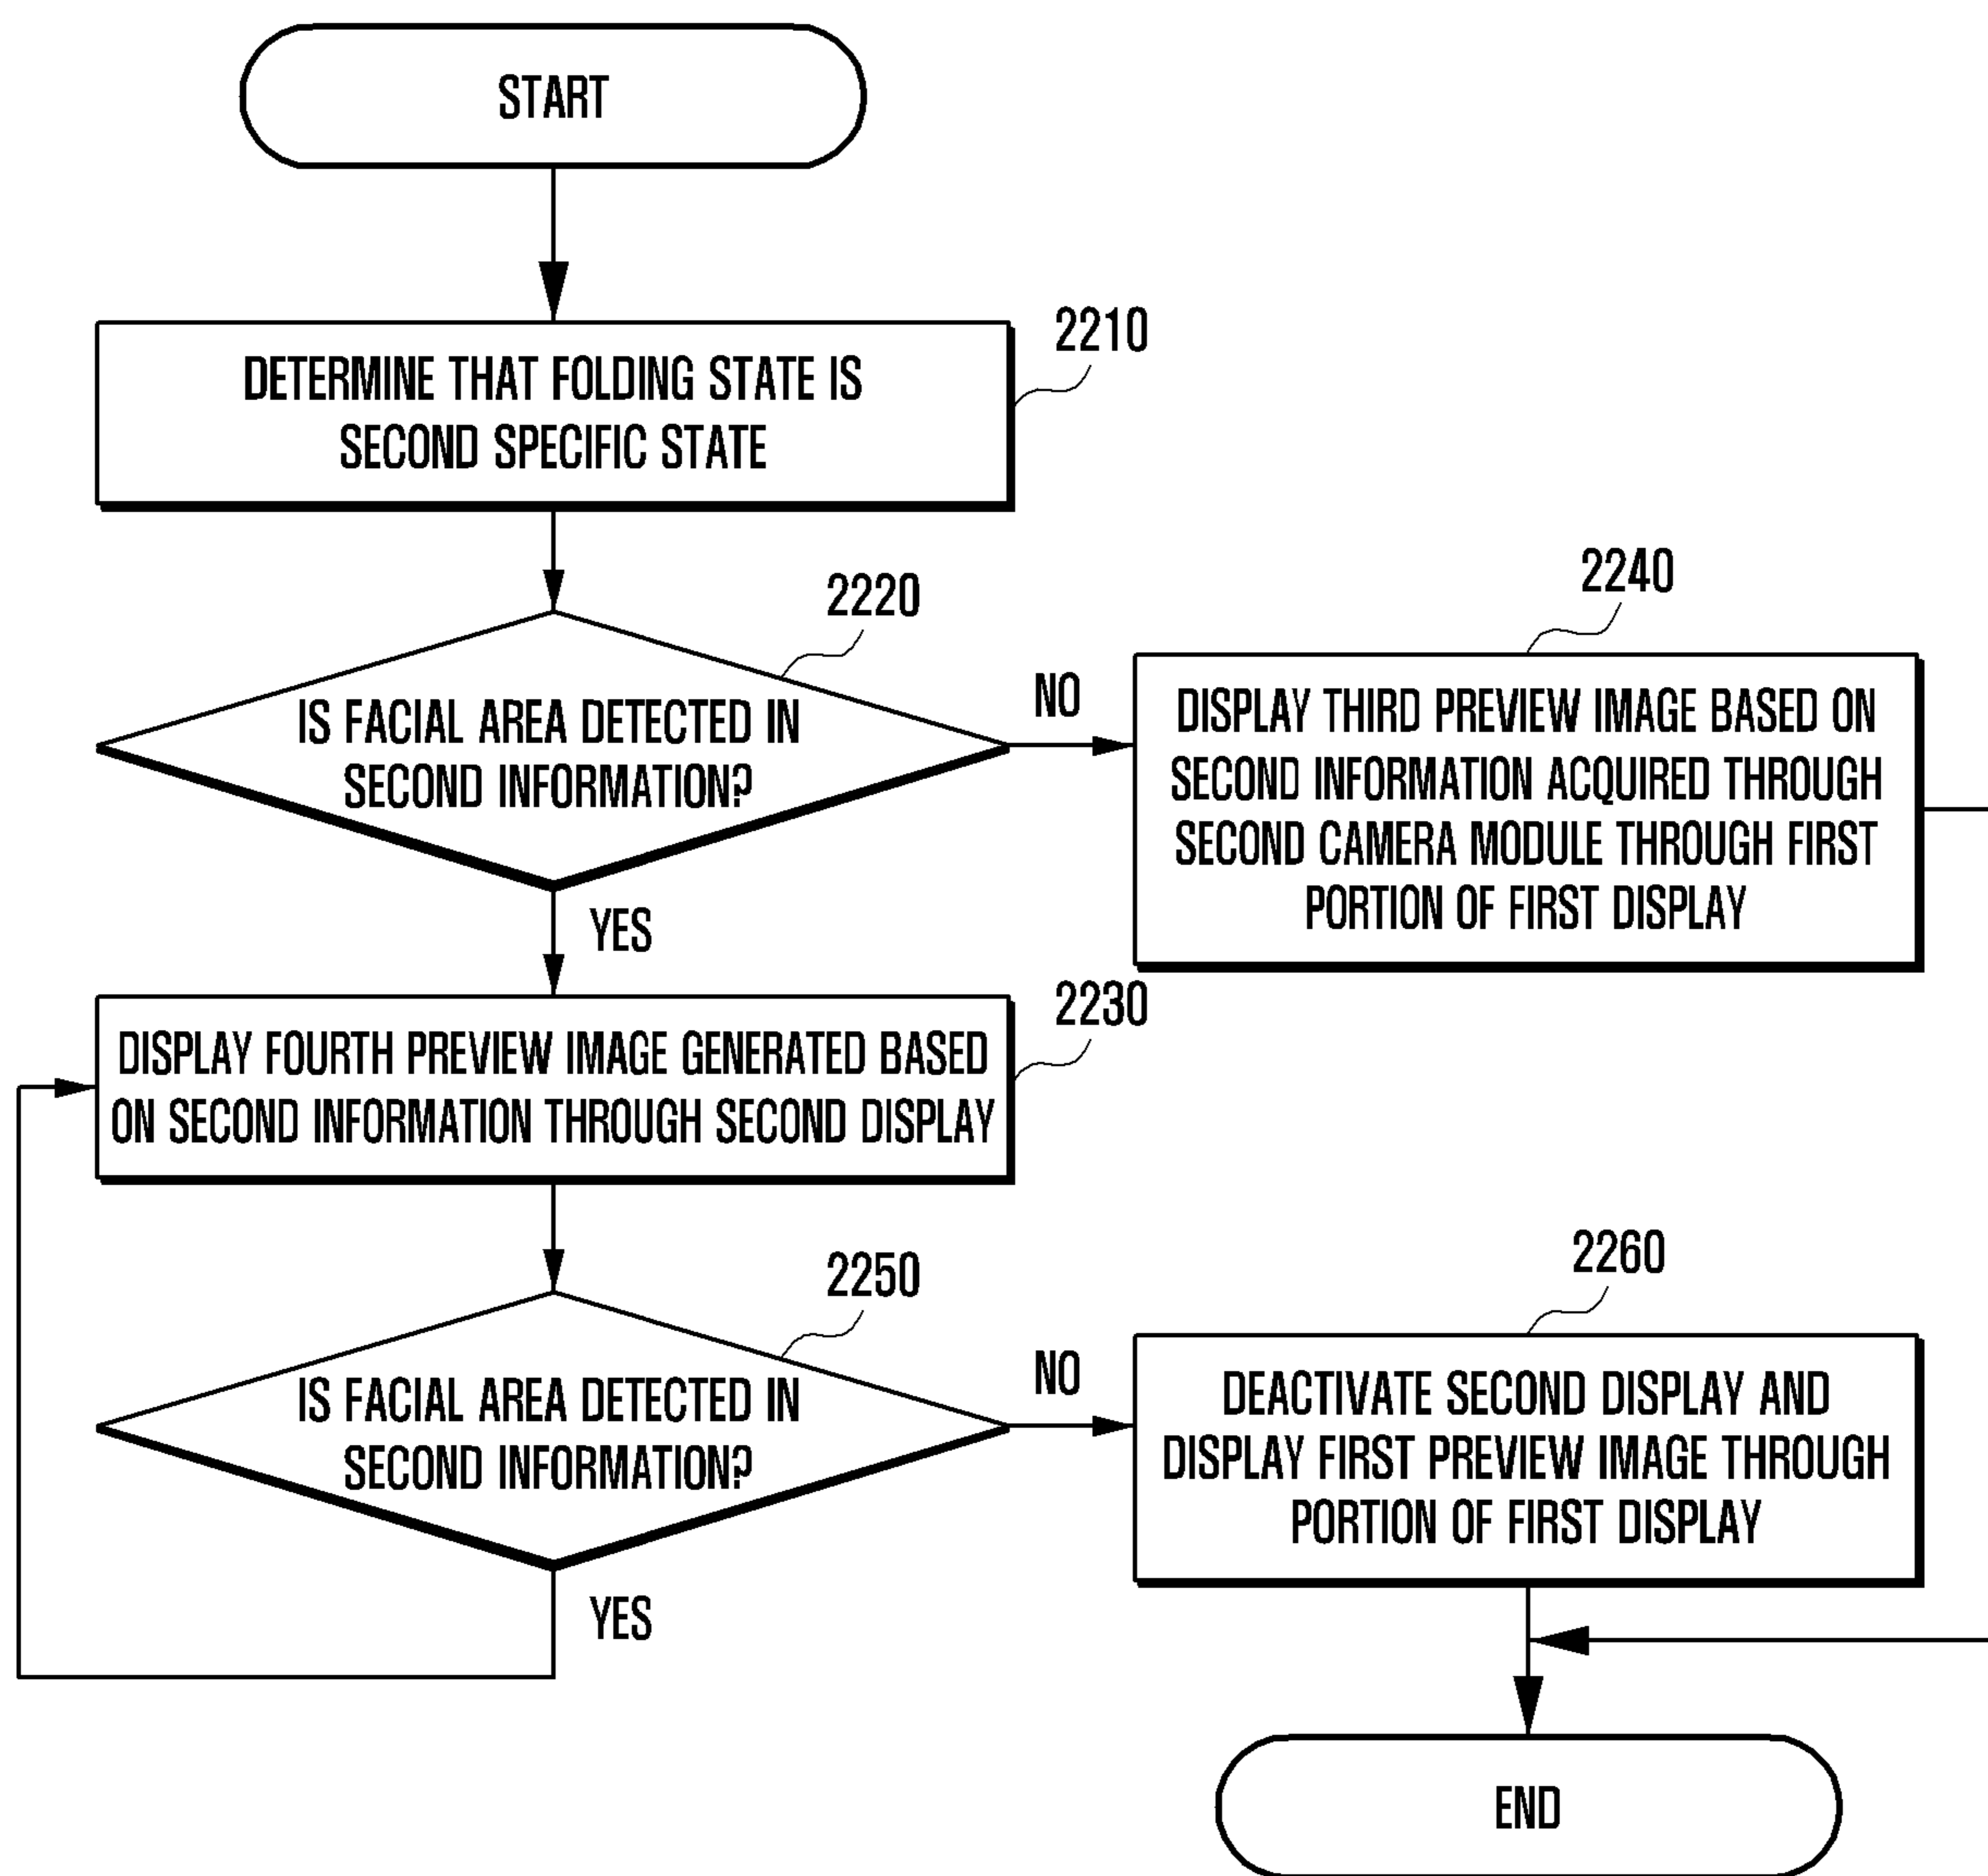 START
2210
DETERMINE THAT FOLDING STATE IS
SECOND SPECIFIC STATE
2220
IS FACIAL AREA DETECTED IN
SECOND INFORMATION?
NO
2240
DISPLAY THIRD PREVIEW IMAGE BASED ON
SECOND INFORMATION ACQUIRED THROUGH
SECOND CAMERA MODULE THROUGH FIRST
PORTION OF FIRST DISPLAY
YES
2230
DISPLAY FOURTH PREVIEW IMAGE GENERATED BASED
ON SECOND INFORMATION THROUGH SECOND DISPLAY
2250
IS FACIAL AREA DETECTED IN
SECOND INFORMATION?
NO
2260
DEACTIVATE SECOND DISPLAY AND
DISPLAY FIRST PREVIEW IMAGE THROUGH
PORTION OF FIRST DISPLAY
YES
END